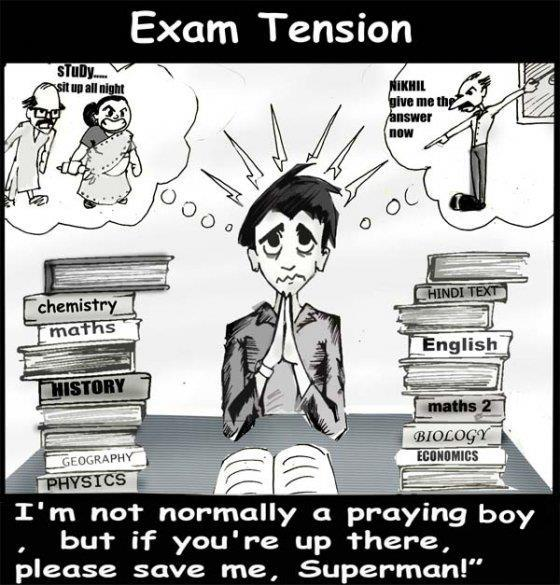 Exam Tension
sTuDy.....
sit up all night
NiKHIL
give me the
answer
now
chemistry
maths
HISTORY
GEOGRAPHY
PHYSICS
HINDI TEXT
English
maths 2
BIOLOGY
ECONOMICS
I'm not normally a praying boy
, but if you're up there,
please save me, Superman!”